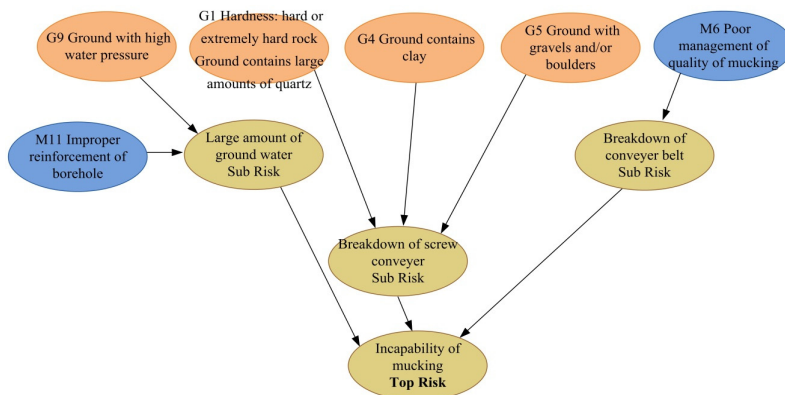 G9 Ground with high
water pressure
G1 Hardness: hard or
extremely hard rock
Ground contains large
amounts of quartz
G4 Ground contains
clay
G5 Ground with
gravels and/or
boulders
M6 Poor
management of
quality of mucking
M11 Improper
reinforcement of
borehole
Large amount of
ground water
Sub Risk
Breakdown of
conveyer belt
Sub Risk
Breakdown of screw
conveyer
Sub Risk
Incapability of
mucking
Top Risk